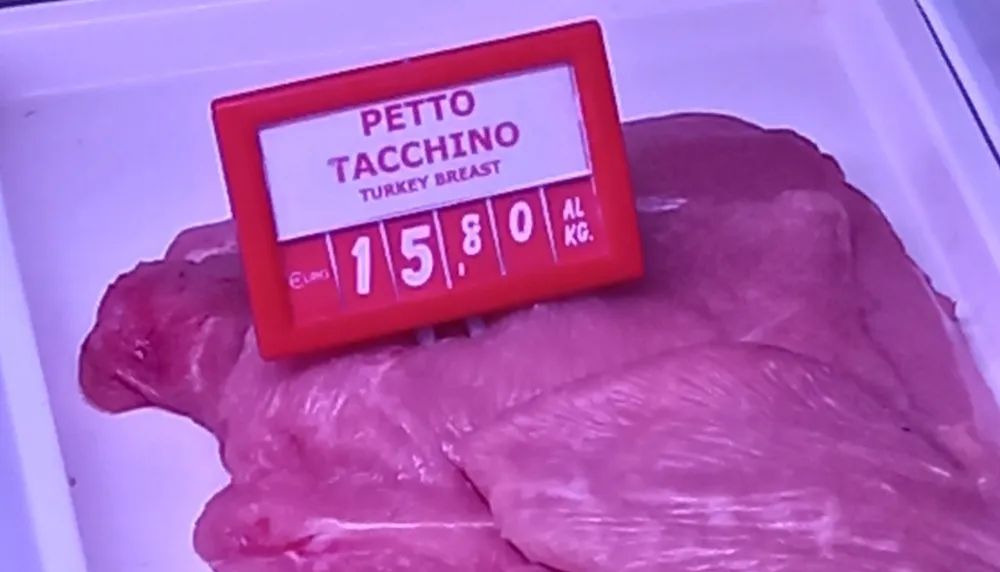 PETTO
TACCHINO
TURKEY BREAST
€ 15,80 AL KG.